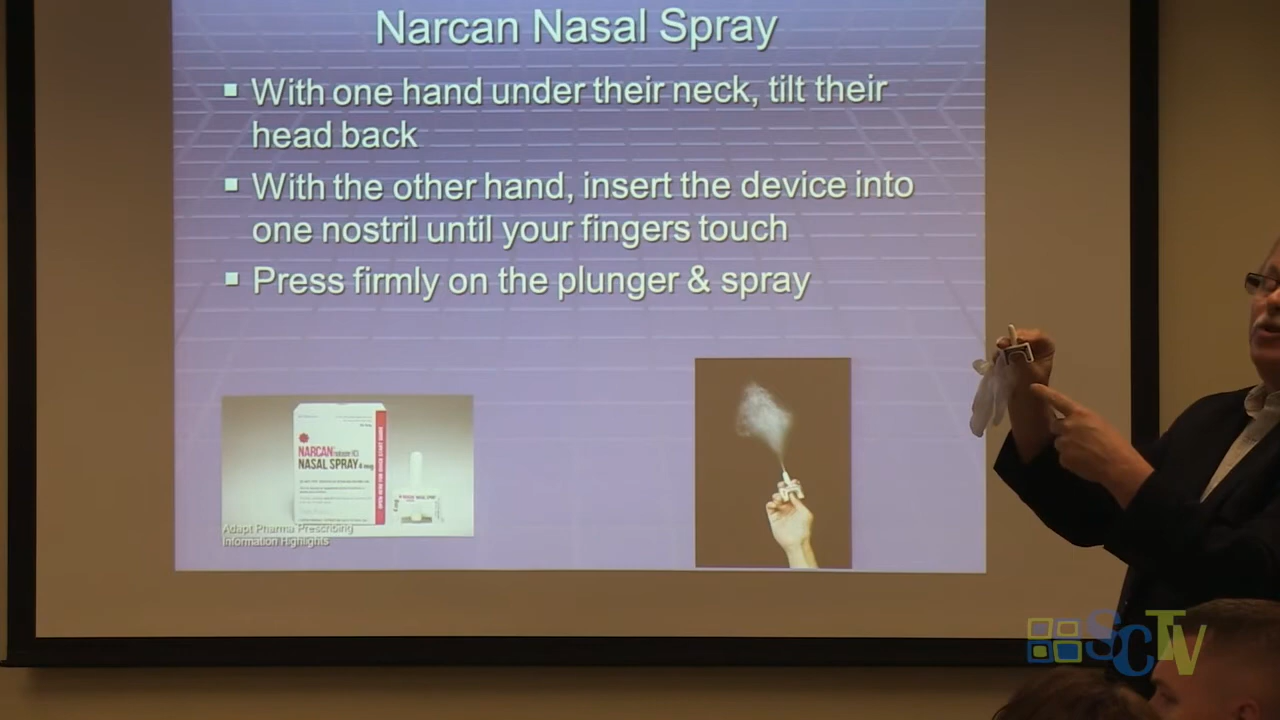 Narcan Nasal Spray
With one hand under their neck, tilt their
head back
With the other hand, insert the device into
one nostril until your fingers touch
Press firmly on the plunger & spray
NARCAN
NASAL SPRAY 4 mg
Adapt Pharma Prescribing
Information Highlights
SCTV